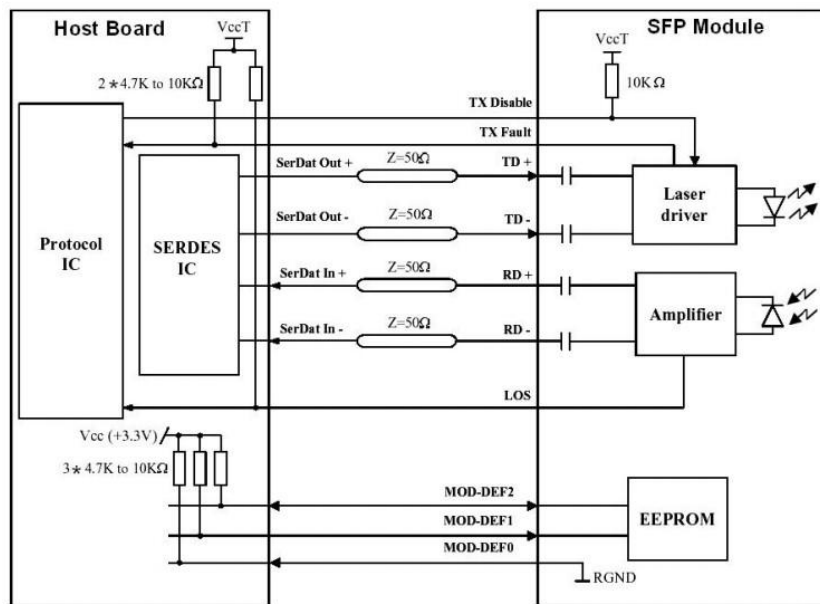 Host Board
SFP Module
VccT
VccT
2*4.7K to 10KΩ
10KΩ
TX Disable
TX Fault
SerDat Out +
Z=50Ω
TD +
SerDat Out -
Z=50Ω
TD -
Laser
driver
Protocol
IC
SERDES
IC
SerDat In +
Z=50Ω
RD +
SerDat In -
Z=50Ω
RD -
Amplifier
LOS
Vcc (+3.3V)
3*4.7K to 10KΩ
MOD-DEF2
MOD-DEF1
MOD-DEF0
EEPROM
RGND